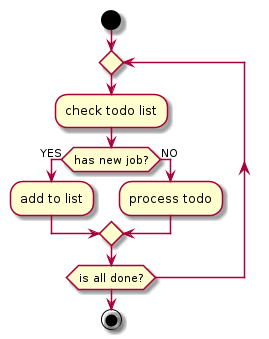 check todo list
has new job?
YES
NO
add to list
process todo
is all done?